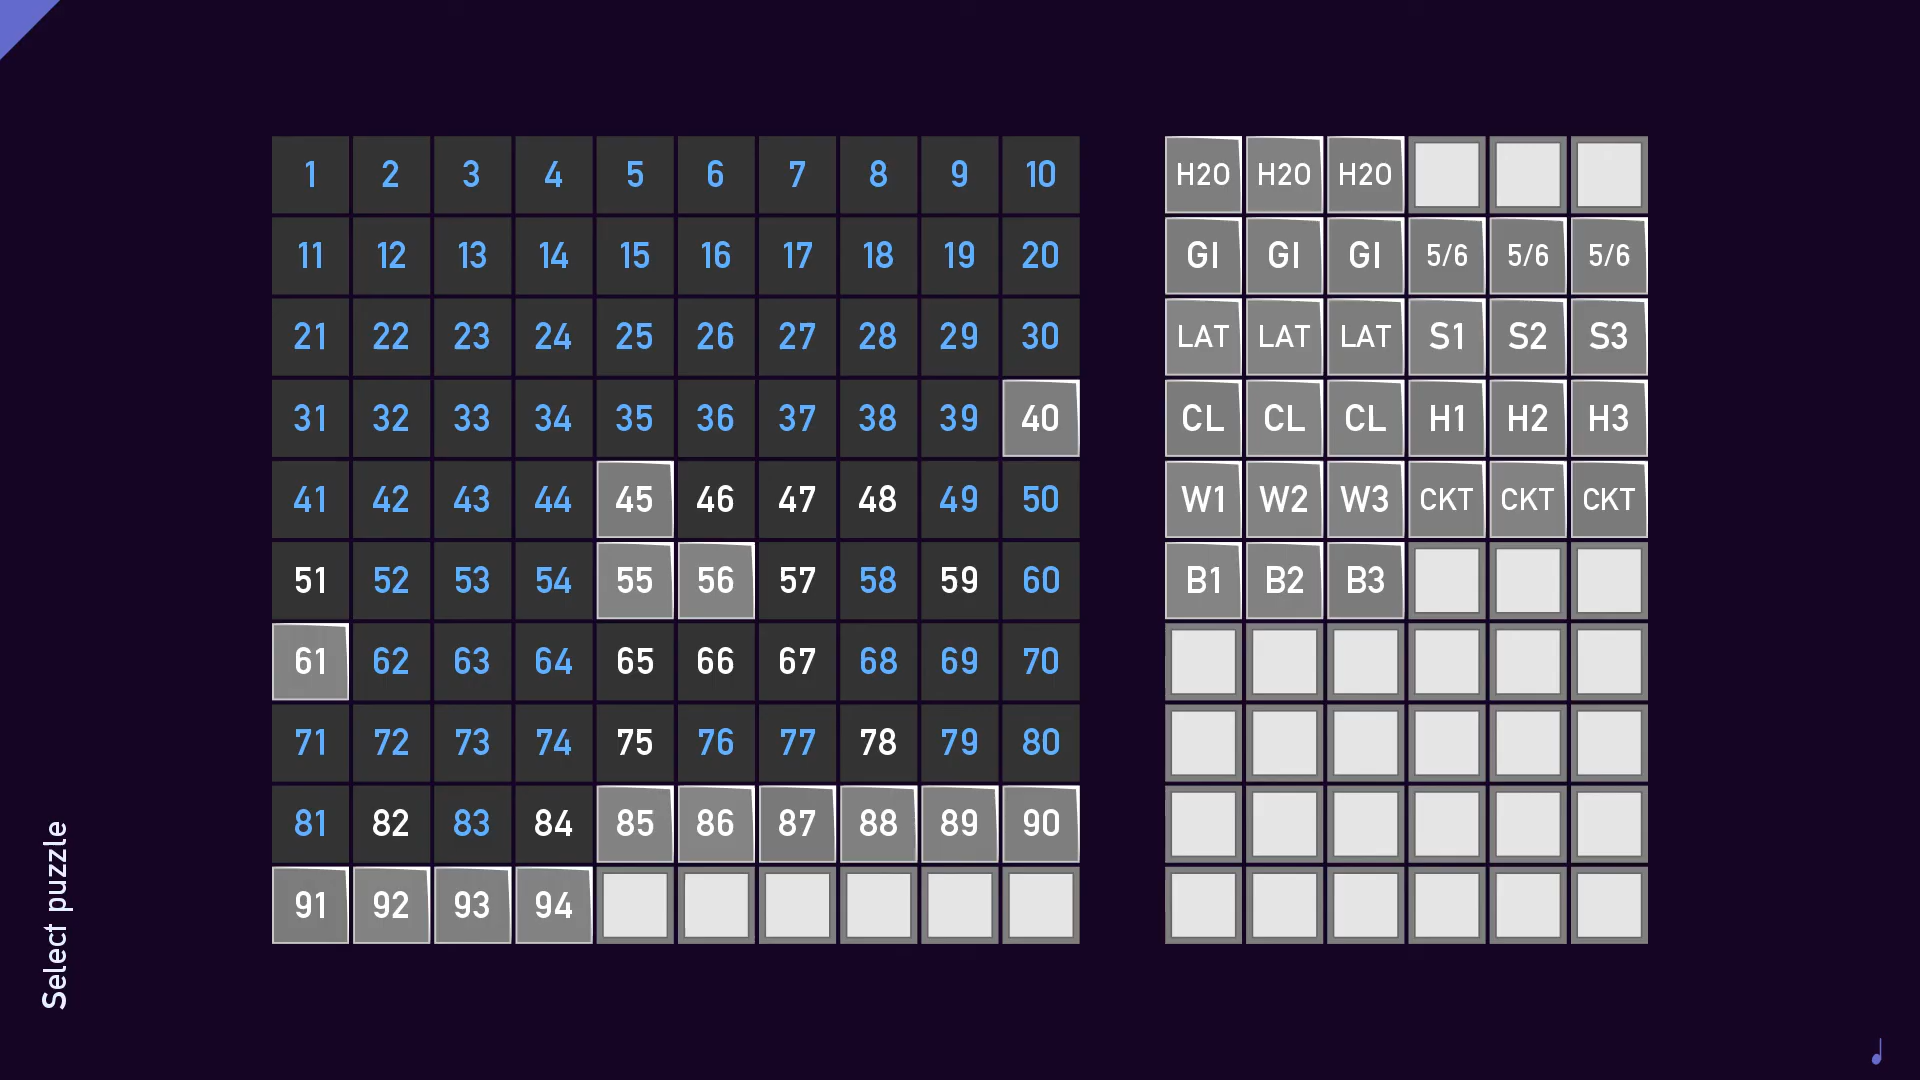 1 2 3 4 5 6 7 8 9 10 H2O H2O H2O
11 12 13 14 15 16 17 18 19 20 GI GI GI 5/6 5/6 5/6
21 22 23 24 25 26 27 28 29 30 LAT LAT LAT S1 S2 S3
31 32 33 34 35 36 37 38 39 40 CL CL CL H1 H2 H3
41 42 43 44 45 46 47 48 49 50 W1 W2 W3 CKT CKT CKT
51 52 53 54 55 56 57 58 59 60 B1 B2 B3
61 62 63 64 65 66 67 68 69 70
71 72 73 74 75 76 77 78 79 80
81 82 83 84 85 86 87 88 89 90
91 92 93 94
Select puzzle